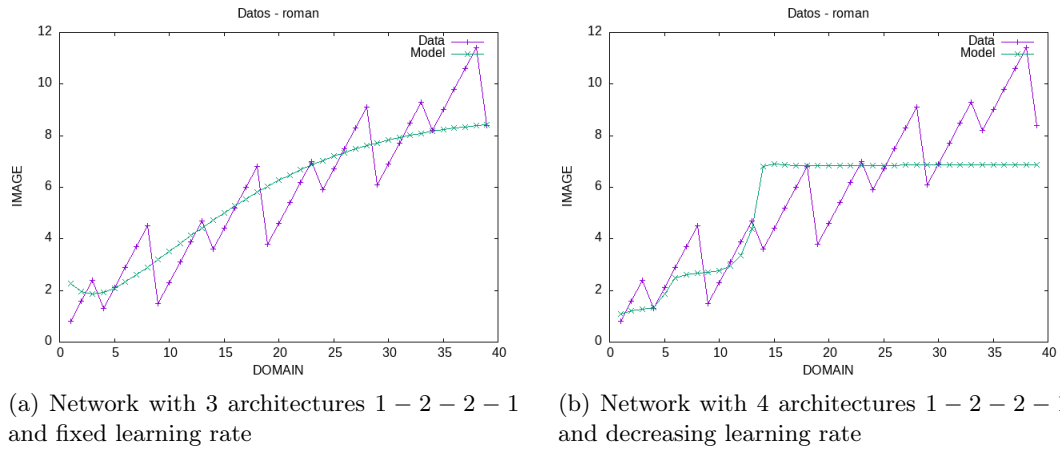 Datos - roman
12
10
8
6
4
2
0
IMAGE
Data
Model
0 5 10 15 20 25 30 35 40
DOMAIN
(a) Network with 3 architectures 1 − 2 − 2 − 1
and fixed learning rate
Datos - roman
12
10
8
6
4
2
0
IMAGE
Data
Model
0 5 10 15 20 25 30 35 40
DOMAIN
(b) Network with 4 architectures 1 − 2 − 2 −
and decreasing learning rate